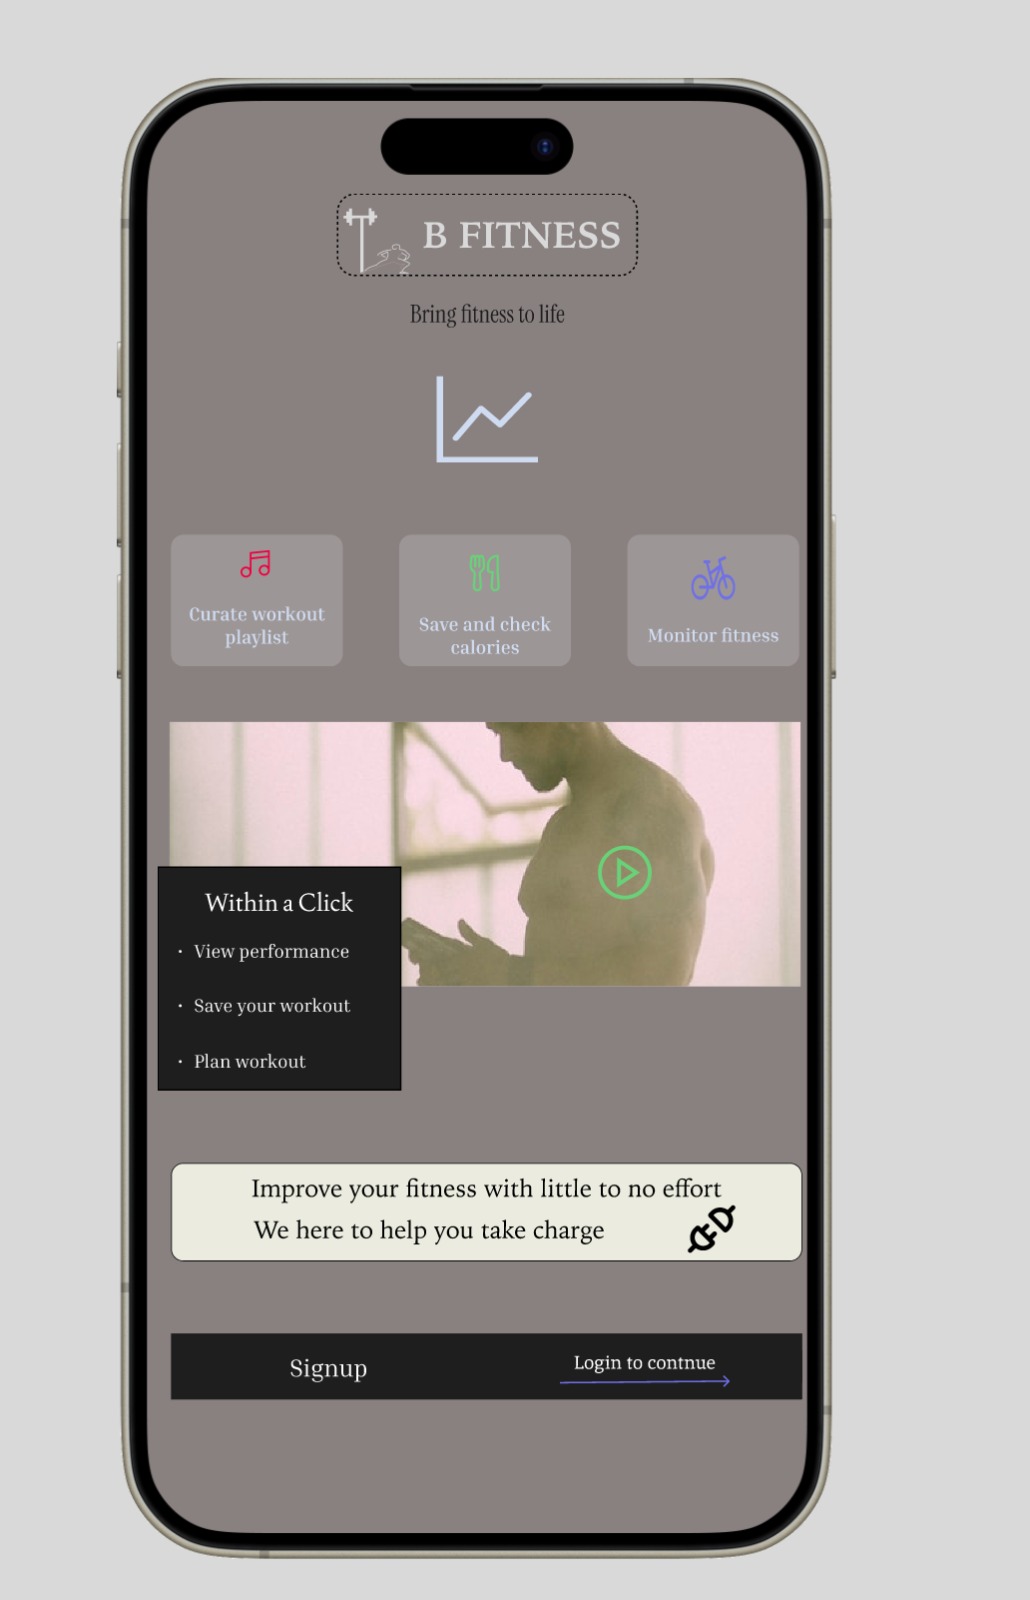 B FITNESS
Bring fitness to life
Curate workout
playlist
Save and check
calories
Monitor fitness
Within a Click
· View performance
· Save your workout
· Plan workout
Improve your fitness with little to no effort
We here to help you take charge
Signup
Login to contnue